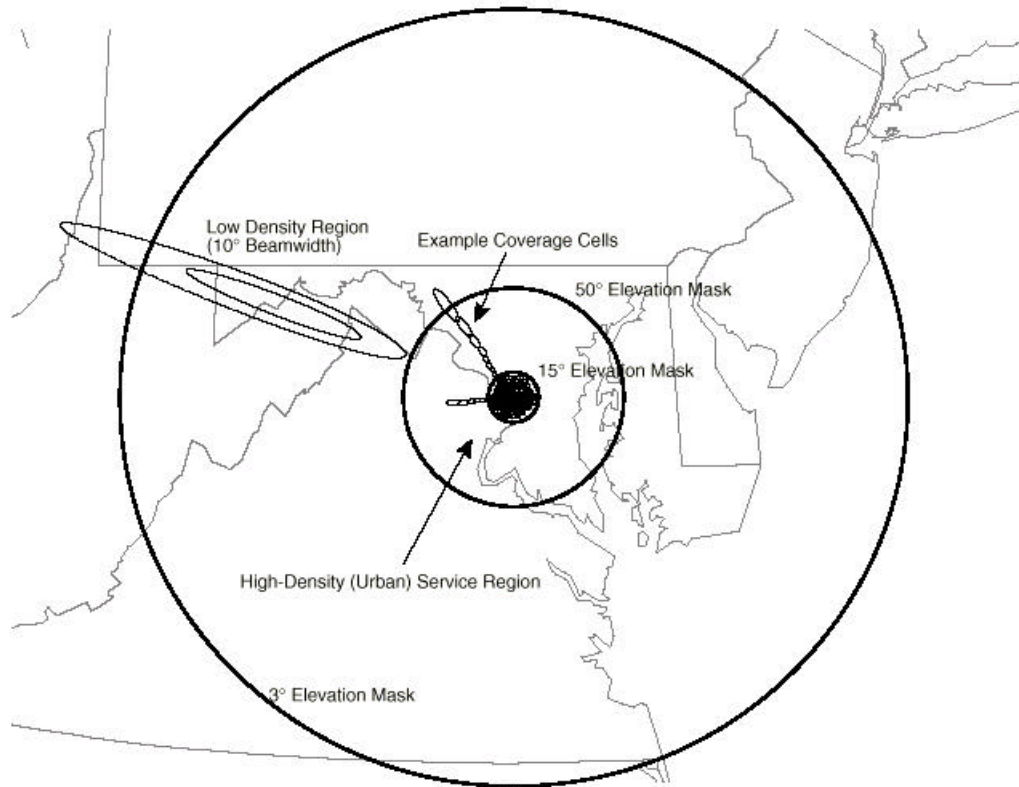 Low Density Region
(10° Beamwidth)
Example Coverage Cells
50° Elevation Mask
15° Elevation Mask
High-Density (Urban) Service Region
3° Elevation Mask